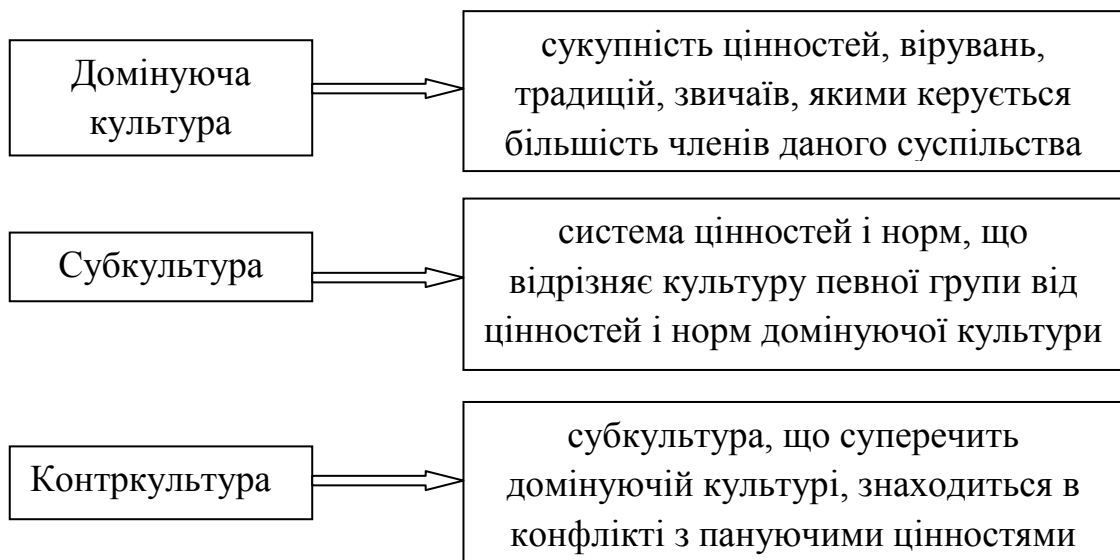 Домінуюча
культура
сукупність цінностей, вірувань,
традицій, звичаїв, якими керується
більшість членів даного суспільства
Субкультура
система цінностей і норм, що
відрізняє культуру певної групи від
цінностей і норм домінуючої культури
Контркультура
субкультура, що суперечить
домінуючій культурі, знаходиться в
конфлікті з пануючими цінностями